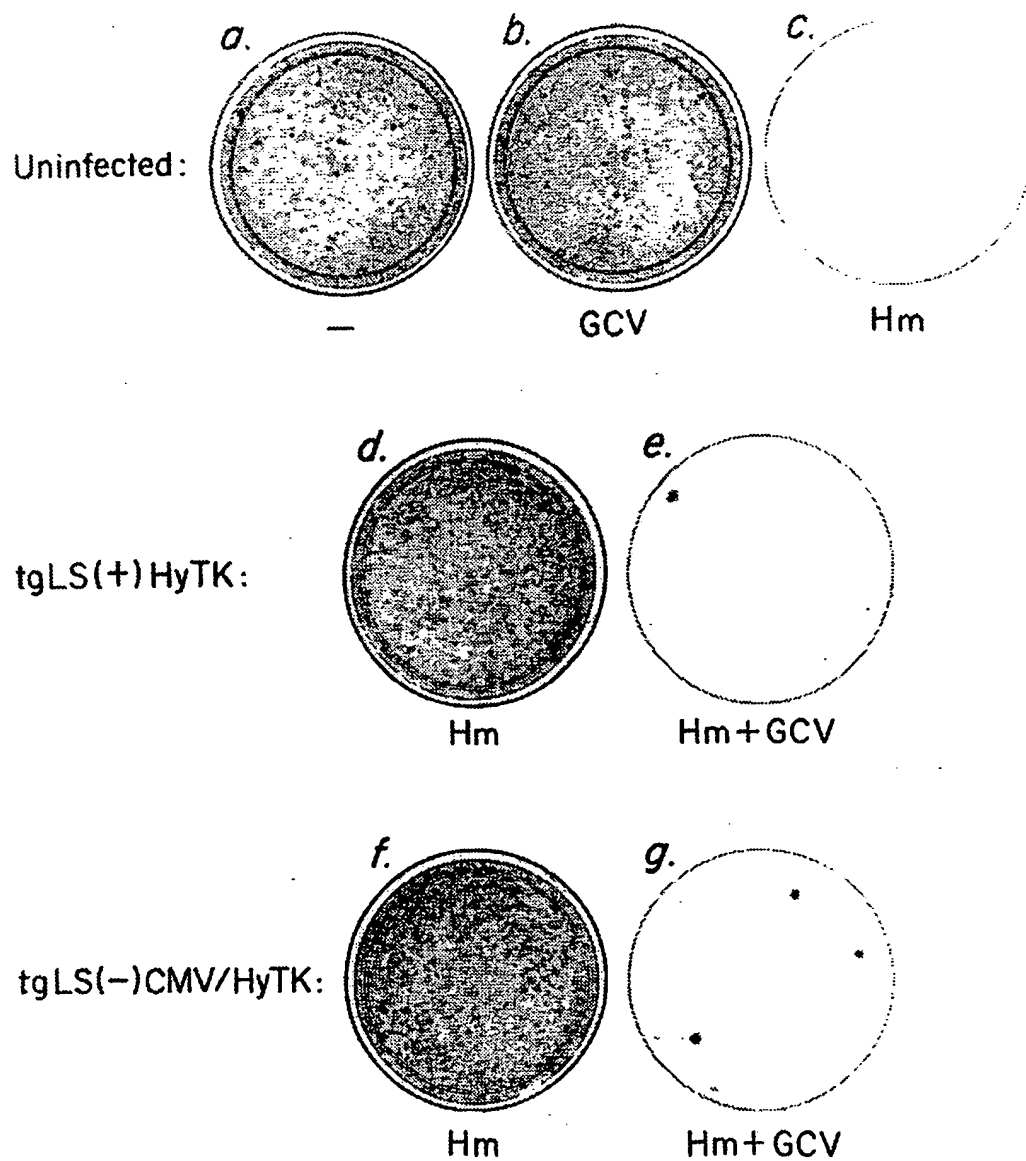 a.
b.
c.
Uninfected:
—
GCV
Hm
d.
e.
tgLS(+)HyTK:
Hm
Hm+GCV
f.
g.
tgLS(−)CMV/HyTK:
Hm
Hm+GCV